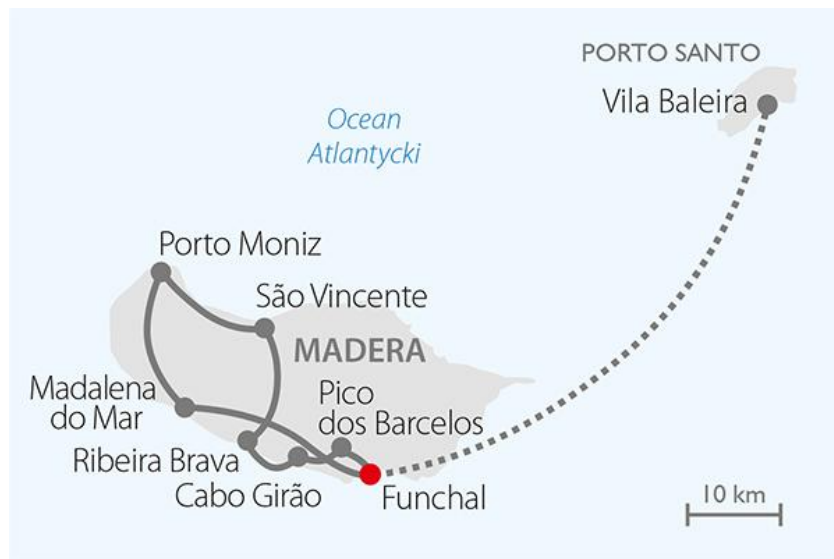 PORTO SANTO
Vila Baleira
Ocean
Atlantycki
Porto Moniz
São Vincente
MADERA
Madalena
do Mar
Pico
dos Barcelos
Ribeira Brava
Cabo Girão
Funchal
10 km